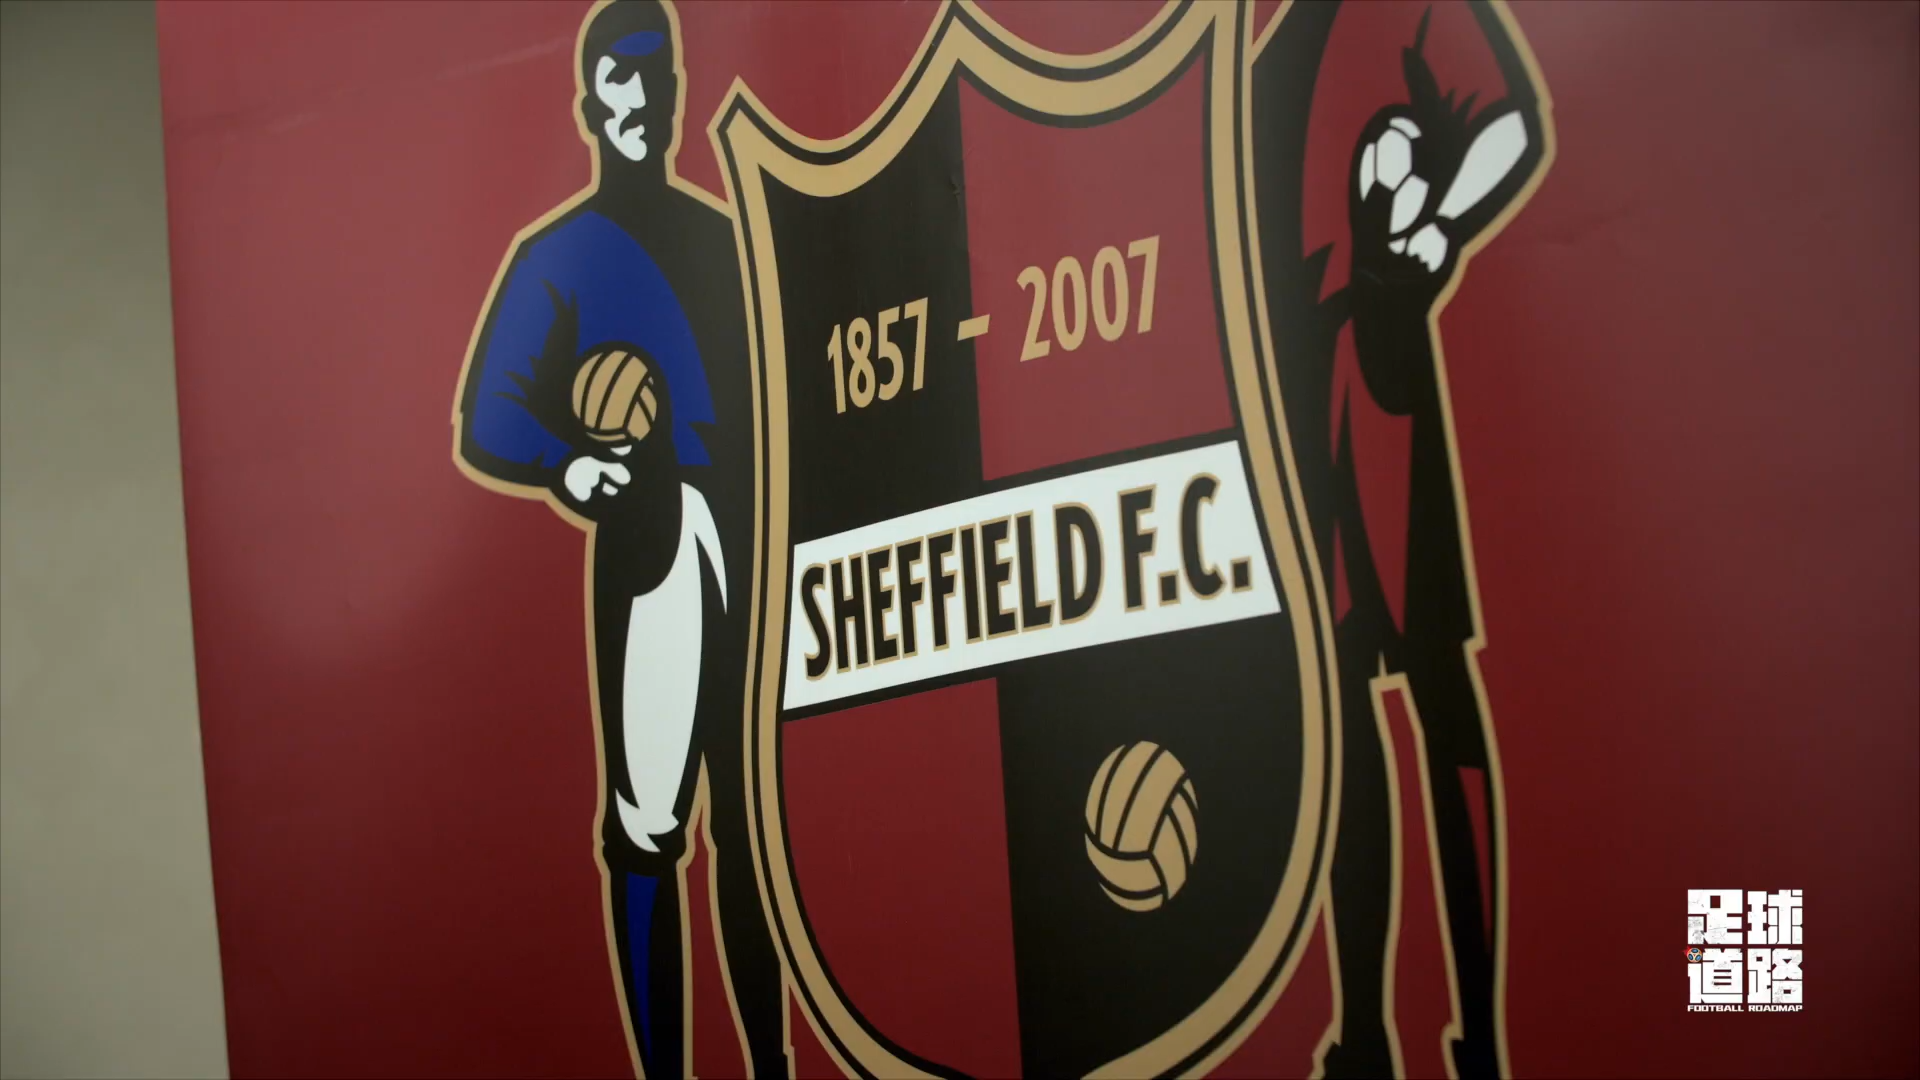 1857 - 2007
SHEFFIELD F.C.
足球
道路
FOOTBALL ROADMAP